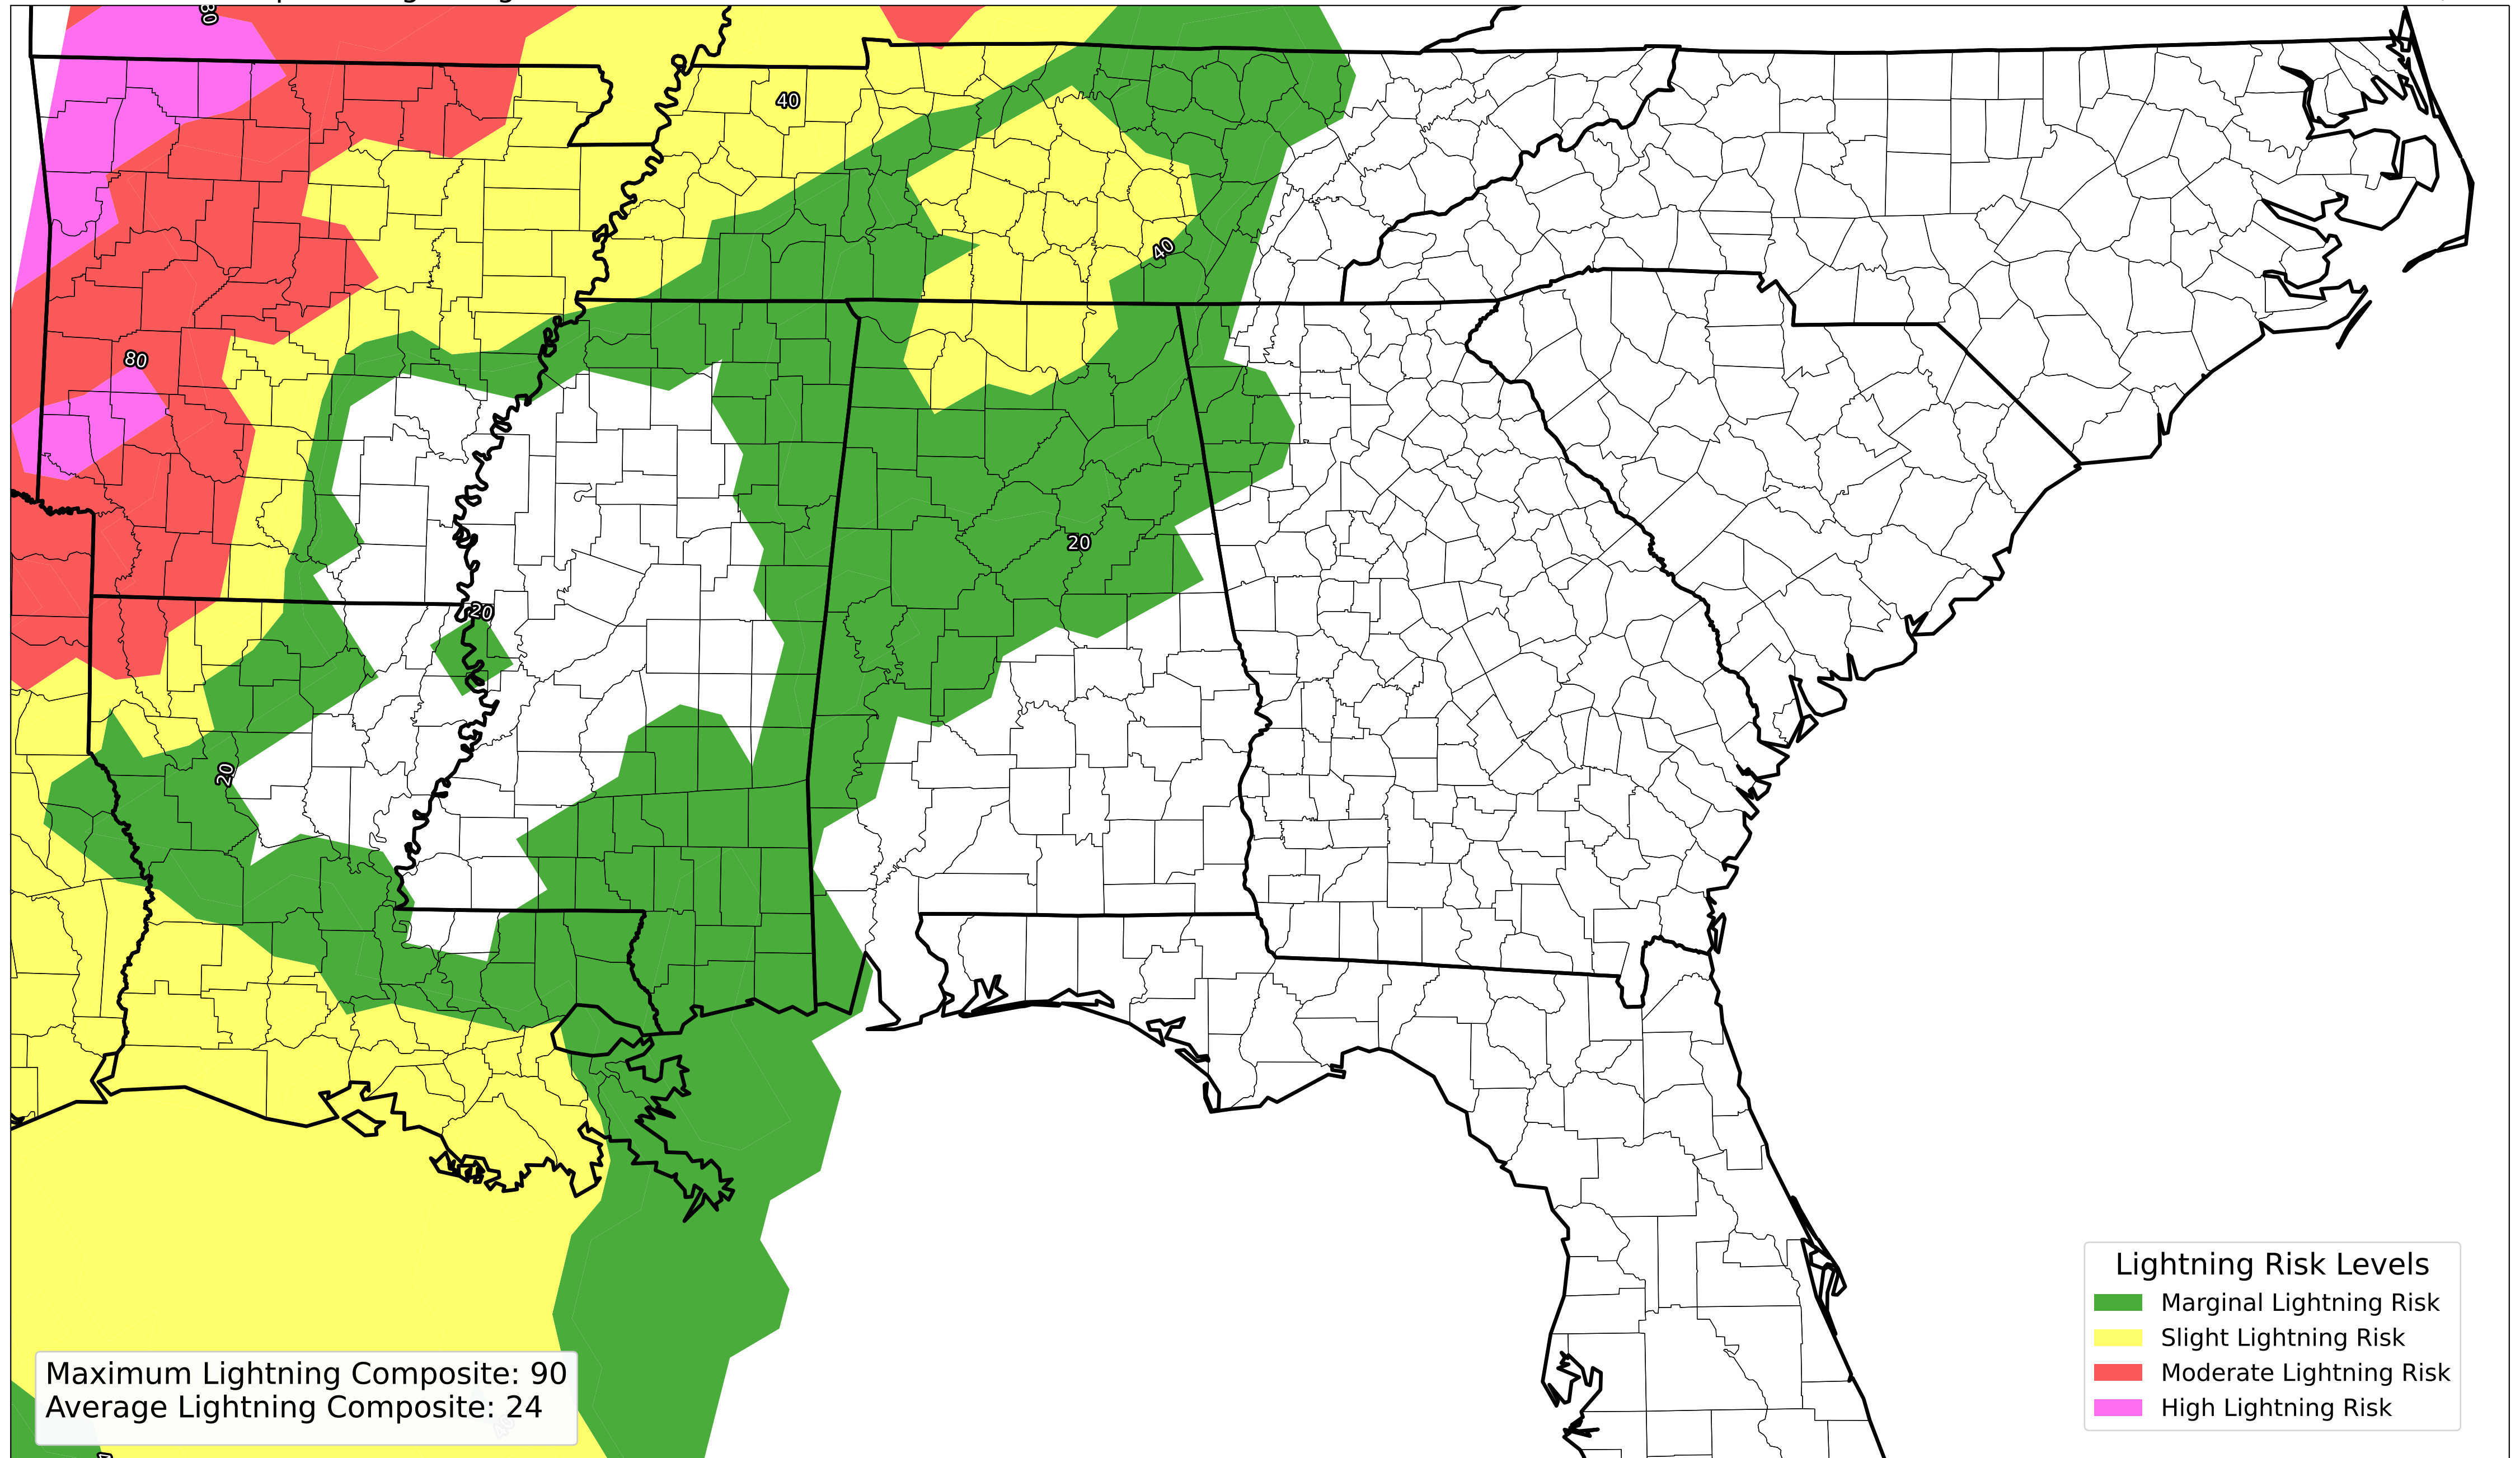 80
40
40
80
20
20
20
Lightning Risk Levels
Marginal Lightning Risk
Slight Lightning Risk
Moderate Lightning Risk
High Lightning Risk
Maximum Lightning Composite: 90
Average Lightning Composite: 24